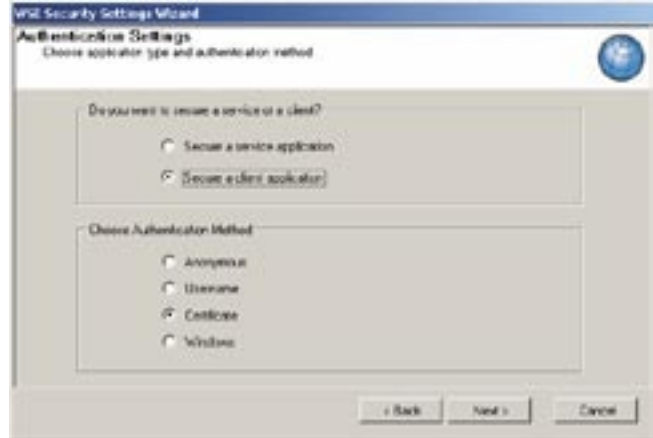 WSE Security Settings Wizard
Authentication Settings
Choose application type and authentication method
Do you want to secure a service or a client?
Secure a service application
Secure a client application
Choose Authentication Method
Anonymous
Username
Certificate
Windows
< Back
Next >
Cancel